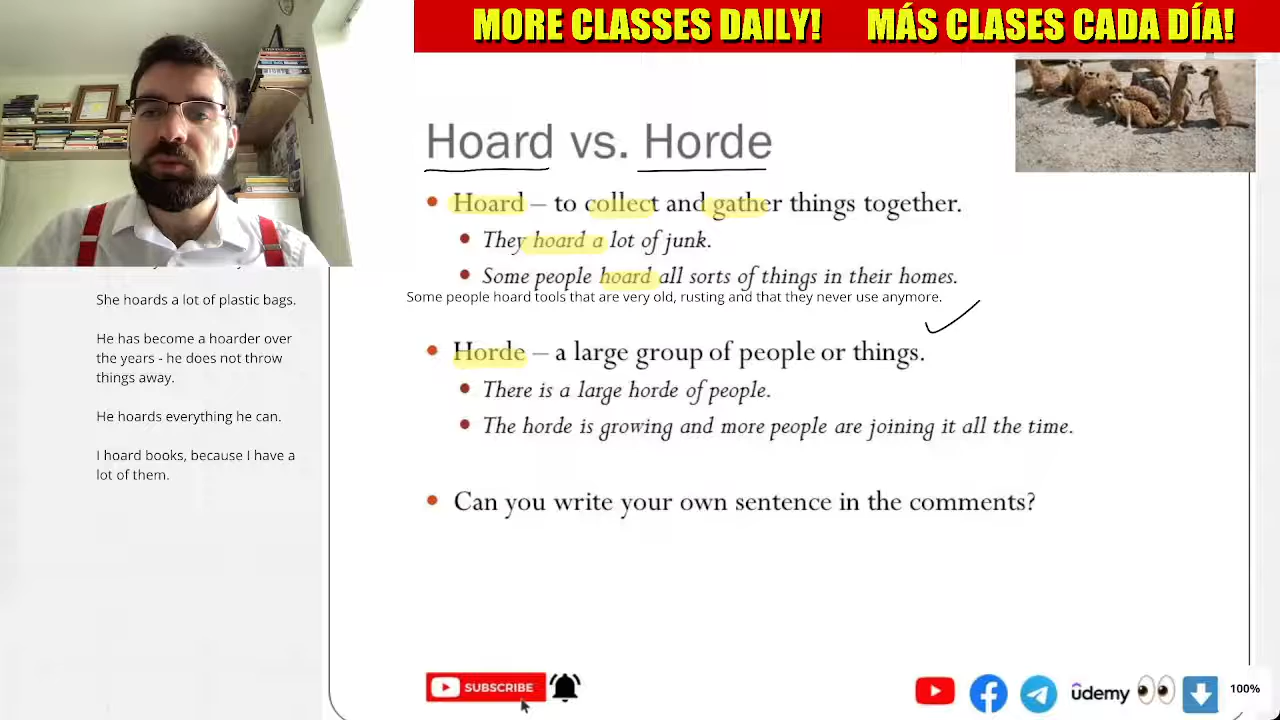 MORE CLASSES DAILY! MÁS CLASES CADA DÍA!
Hoard vs. Horde
Hoard – to collect and gather things together.
They hoard a lot of junk.
Some people hoard all sorts of things in their homes.
Some people hoard tools that are very old, rusting and that they never use anymore.
Horde – a large group of people or things.
There is a large horde of people.
The horde is growing and more people are joining it all the time.
Can you write your own sentence in the comments?
She hoards a lot of plastic bags.
He has become a hoarder over
the years - he does not throw
things away.
He hoards everything he can.
I hoard books, because I have a
lot of them.
SUBSCRIBE
ûdemy
100%